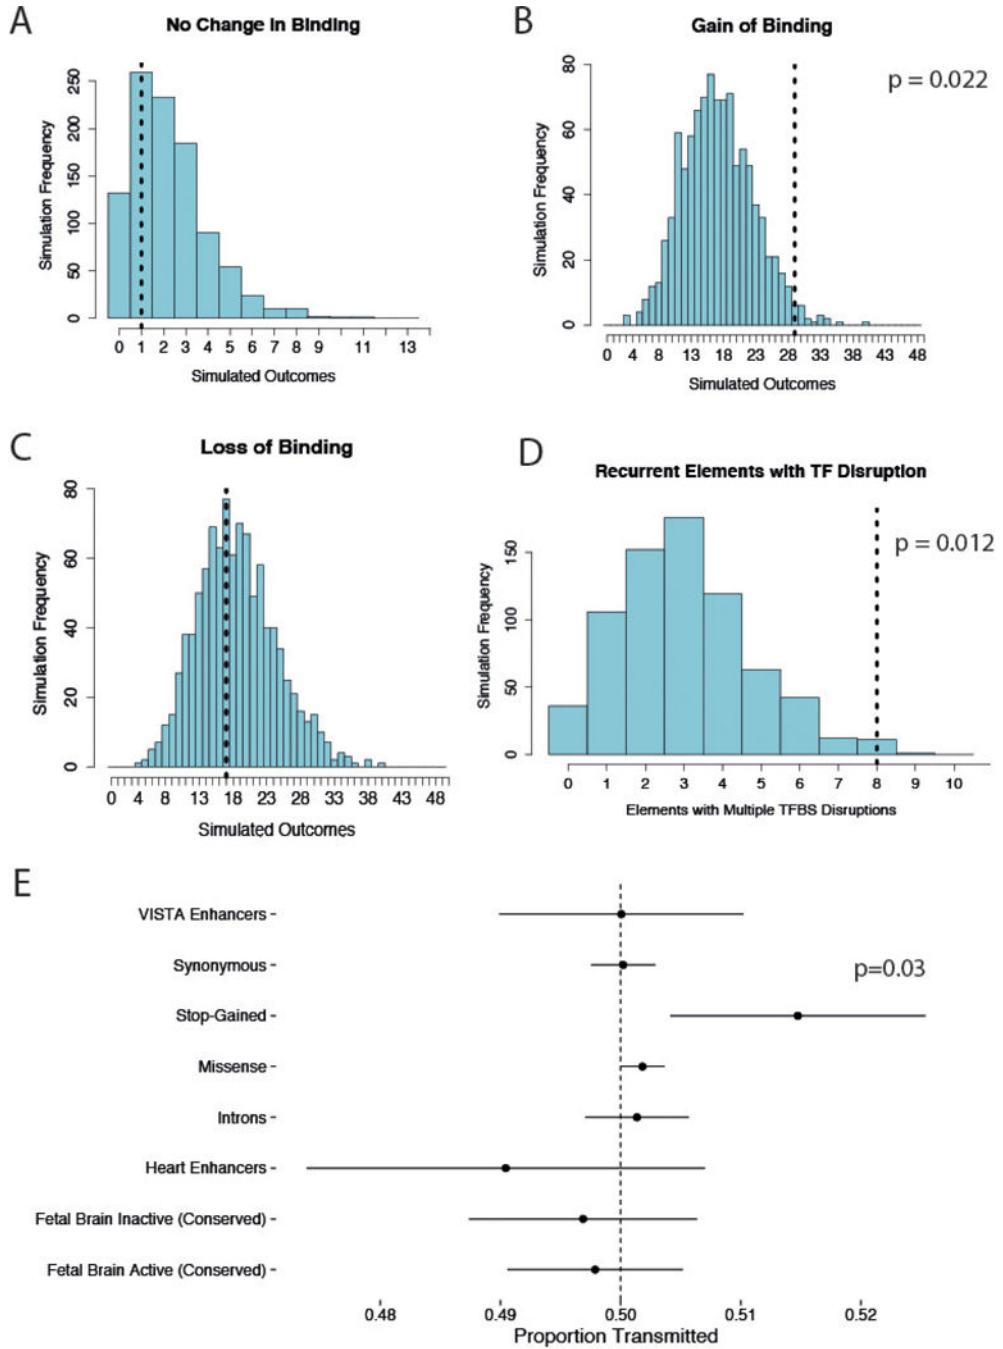 A
No Change in Binding
Simulation Frequency
250
200
150
100
50
0
0 1 2 3 4 5 6 7 8 9 11 13
Simulated Outcomes
B
Gain of Binding
p = 0.022
Simulation Frequency
80
60
40
20
0
0 4 8 13 18 23 28 33 38 43 48
Simulated Outcomes
C
Loss of Binding
Simulation Frequency
80
60
40
20
0
0 4 8 13 18 23 28 33 38 43 48
Simulated Outcomes
D
Recurrent Elements with TF Disruption
p = 0.012
Simulation Frequency
150
100
50
0
0 1 2 3 4 5 6 7 8 9 10
Elements with Multiple TFBS Disruptions
E
VISTA Enhancers
Synonymous
p=0.03
Stop-Gained
Missense
Introns
Heart Enhancers
Fetal Brain Inactive (Conserved)
Fetal Brain Active (Conserved)
0.48 0.49 0.50 0.51 0.52
Proportion Transmitted